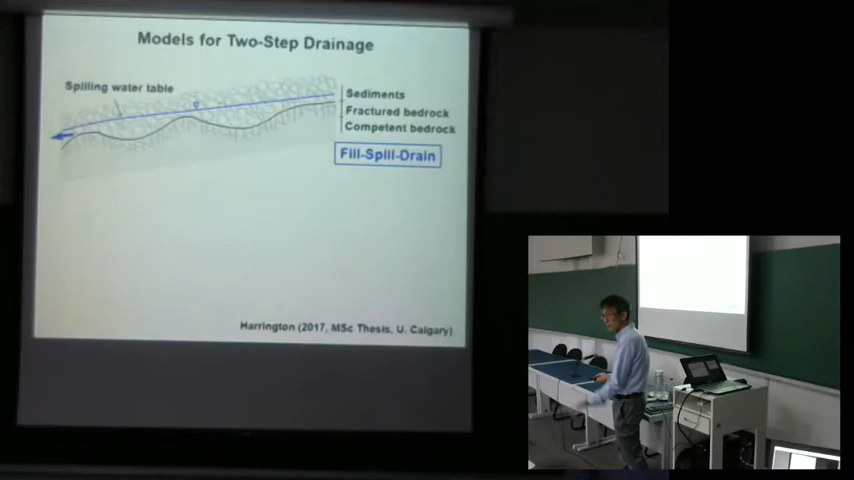 Models for Two-Step Drainage
Spilling water table
Sediments
Fractured bedrock
Competent bedrock
Fill-Spill-Drain
Harrington (2017, MSc Thesis, U. Calgary)